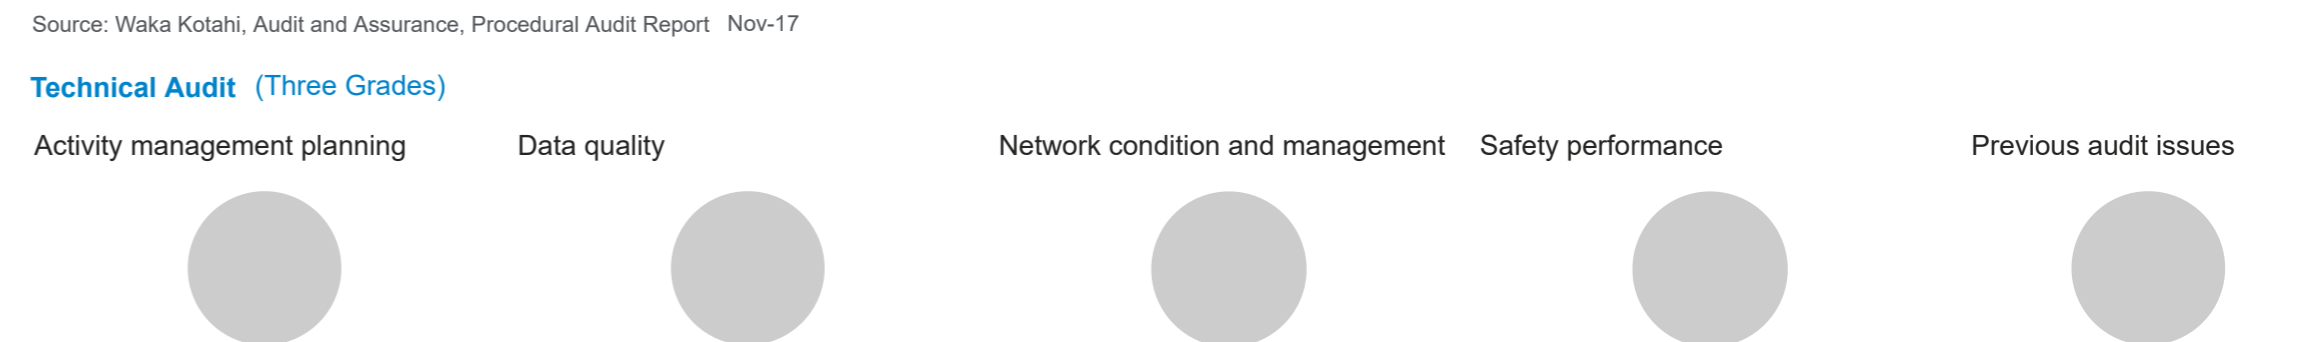 Source: Waka Kotahi, Audit and Assurance, Procedural Audit Report Nov-17
Technical Audit (Three Grades)
Activity management planning Data quality Network condition and management Safety performance Previous audit issues